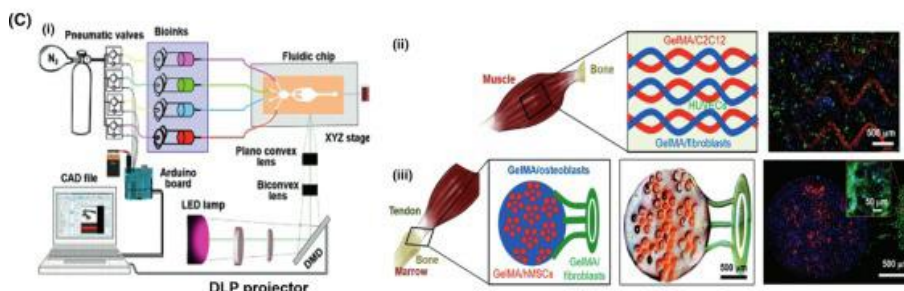 (C)
(i)
Pneumatic valves
Bioinks
N₂
Fluidic chip
XYZ stage
Plano convex
lens
Biconvex
lens
Arduino
board
CAD file
LED lamp
DMD
DLP projector
(ii)
Muscle
Bone
GelMA/C2C12
HUVECs
GelMA/fibroblasts
500 μm
(iii)
Tendon
Bone
Marrow
GelMA/osteoblasts
GelMA/hMSCs
GelMA/
fibroblasts
500 μm
50 μm
500 μm